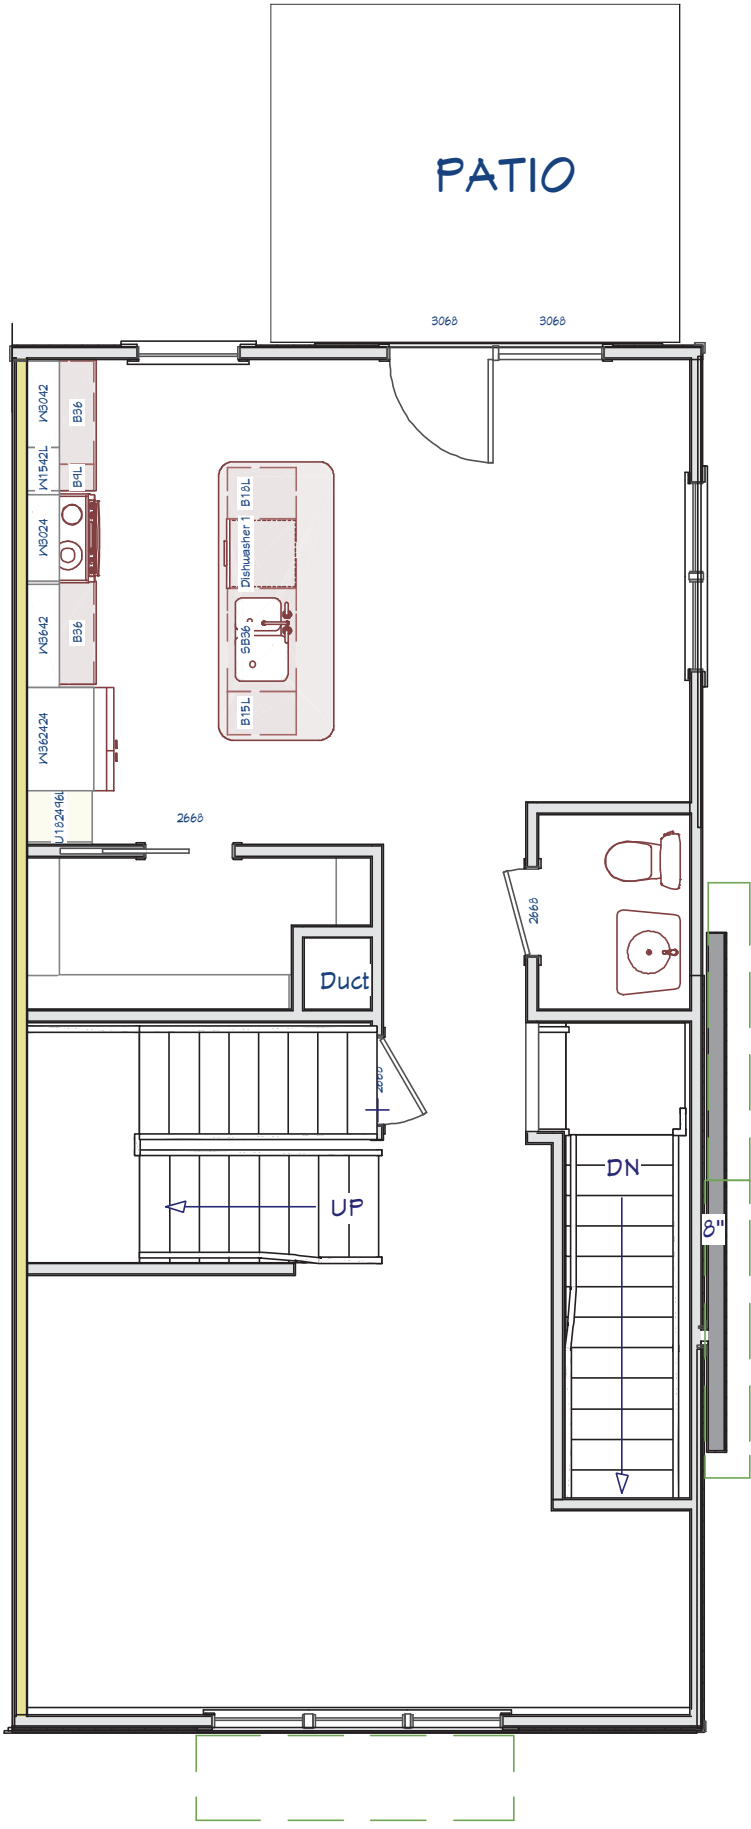 PATIO
3068
3068
W3042
B36
W1542L
B9L
W3024
W3642
B36
W362424
U182496L
B18L
Dishwasher 1
SB36
B15L
2668
2668
Duct
2668
UP
DN
8"